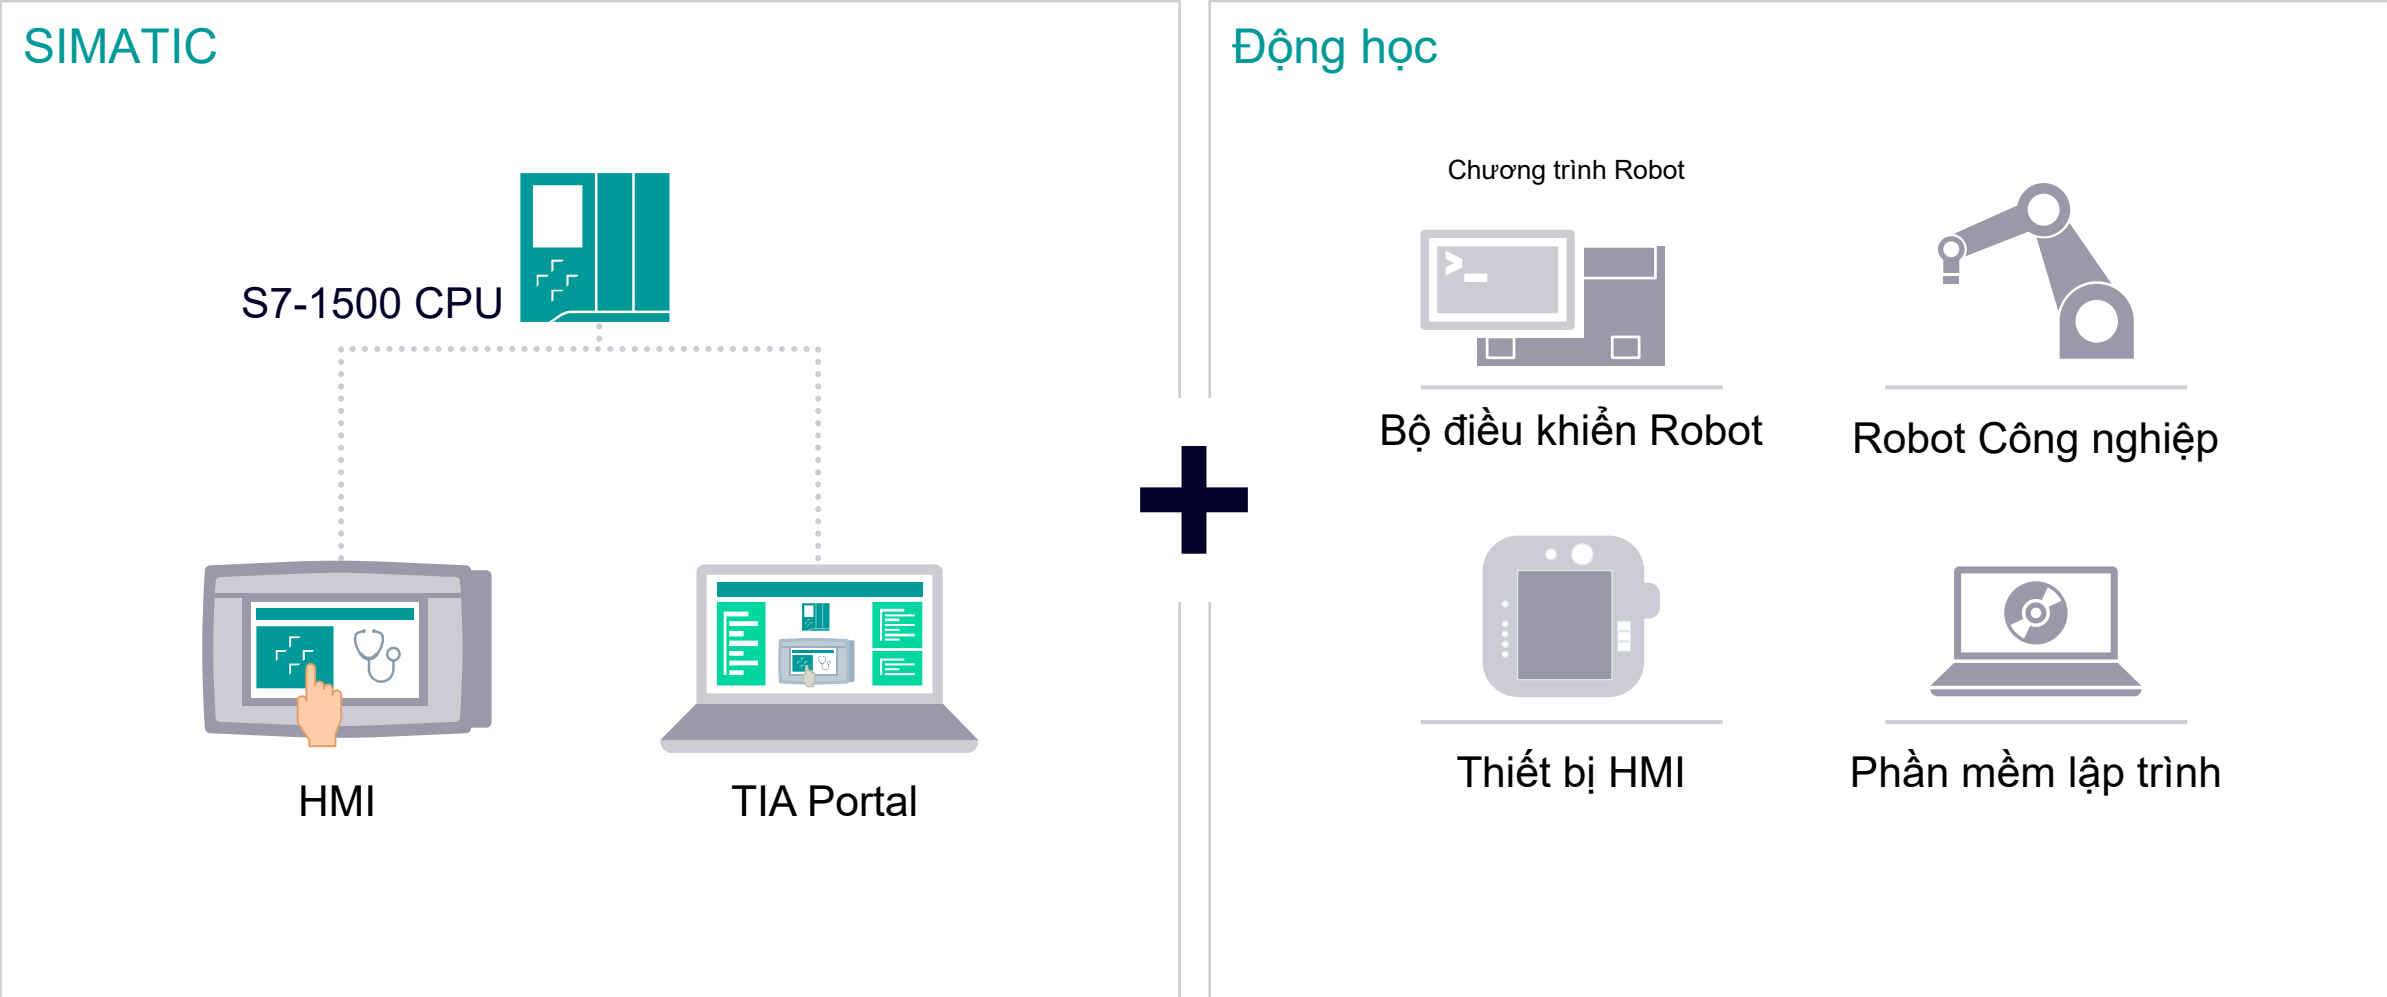 SIMATIC
S7-1500 CPU
HMI
TIA Portal
Động học
Chương trình Robot
>_
Bộ điều khiển Robot
Robot Công nghiệp
Thiết bị HMI
Phần mềm lập trình